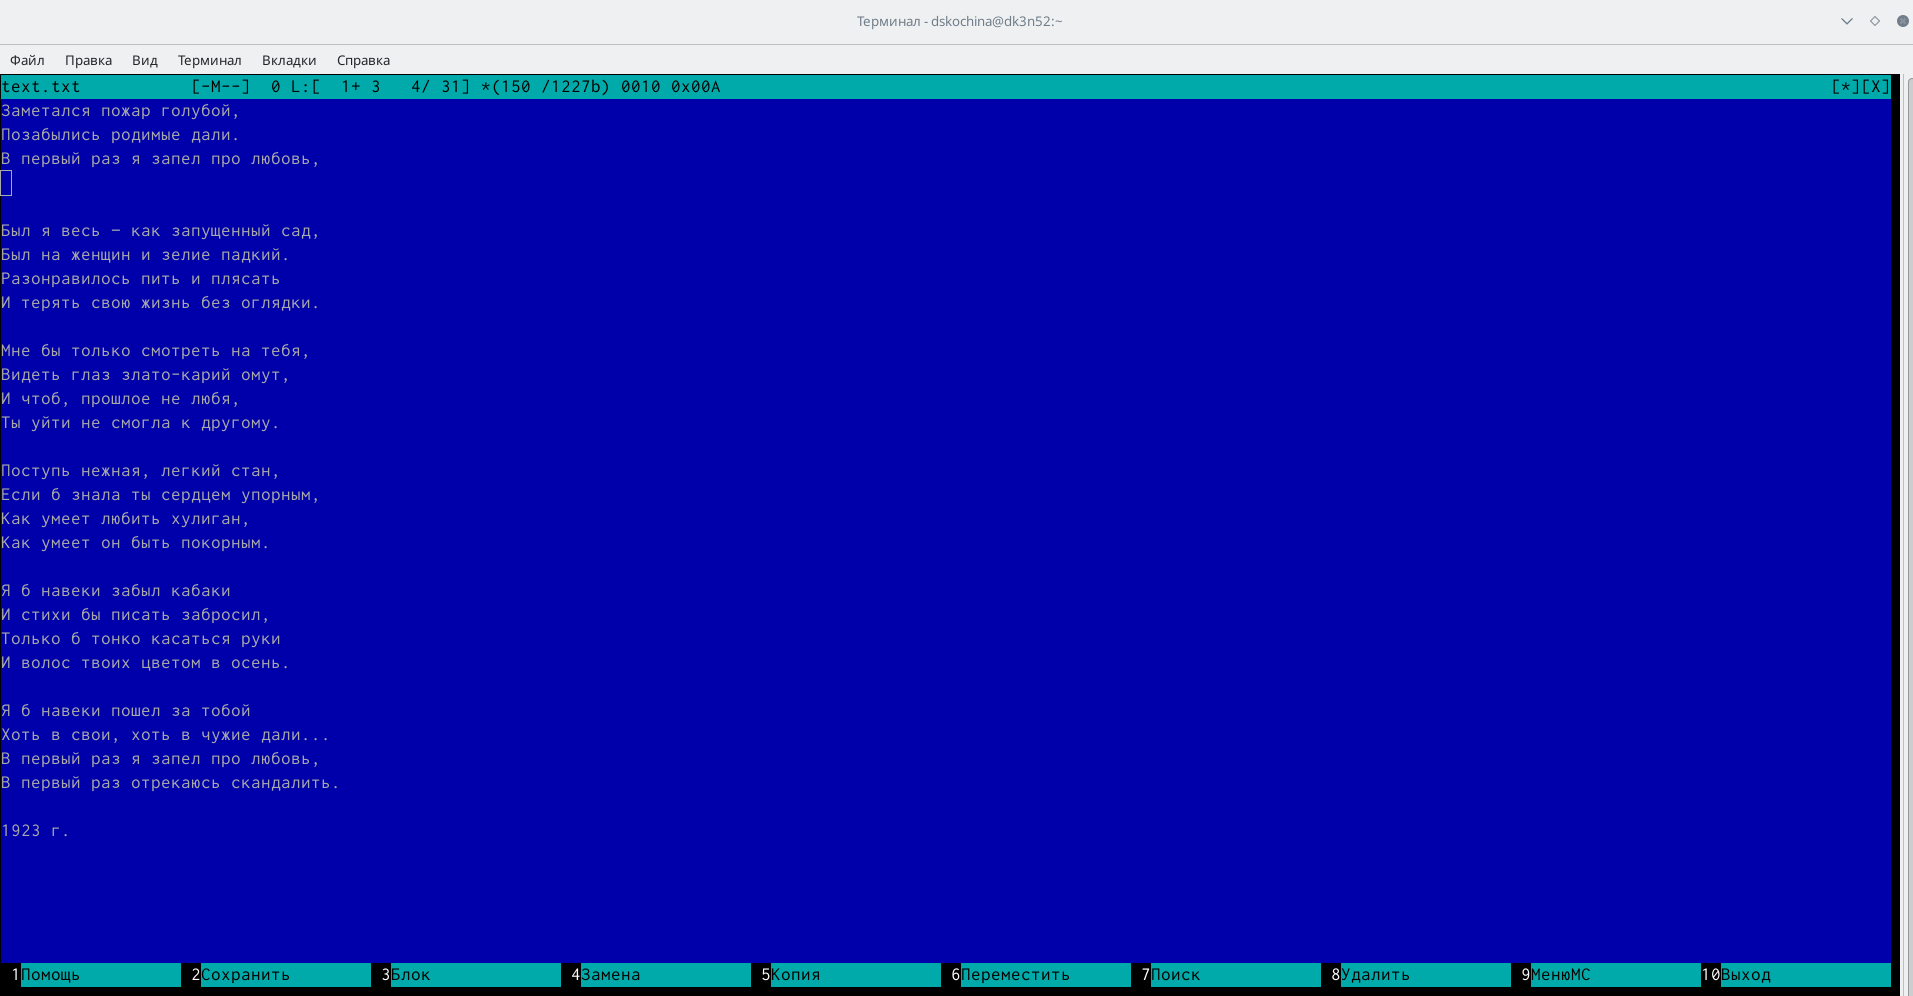 Терминал - dskochina@dk3n52:~
Файл Правка Вид Терминал Вкладки Справка
text.txt [-M--] 0 L:[ 1+ 3 4/ 31] *(150 /1227b) 0010 0x00A [*][X]
Заметался пожар голубой,
Позабылись родимые дали.
В первый раз я запел про любовь,
Был я весь — как запущенный сад,
Был на женщин и зелие падкий.
Разонравилось пить и плясать
И терять свою жизнь без оглядки.
Мне бы только смотреть на тебя,
Видеть глаз злато-карий омут,
И чтоб, прошлое не любя,
Ты уйти не смогла к другому.
Поступь нежная, легкий стан,
Если б знала ты сердцем упорным,
Как умеет любить хулиган,
Как умеет он быть покорным.
Я б навеки забыл кабаки
И стихи бы писать забросил,
Только б тонко касаться руки
И волос твоих цветом в осень.
Я б навеки пошел за тобой
Хоть в свои, хоть в чужие дали...
В первый раз я запел про любовь,
В первый раз отрекаюсь скандалить.
1923 г.
1Помощь 2Сохранить 3Блок 4Замена 5Копия 6Переместить 7Поиск 8Удалить 9МенюMC 10Выход